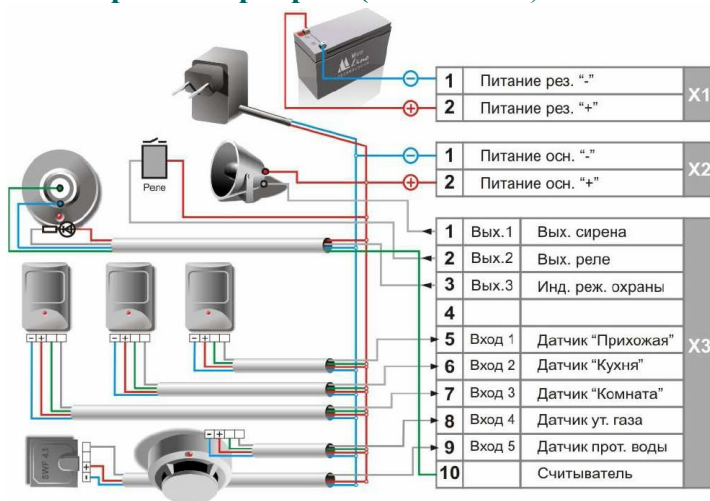 1 Питание рез. "-"
2 Питание рез. "+"
X1
1 Питание осн. "-"
2 Питание осн. "+"
X2
Реле
1 Вых.1 Вых. сирена
2 Вых.2 Вых. реле
3 Вых.3 Инд. реж. охраны
4
5 Вход 1 Датчик "Прихожая"
6 Вход 2 Датчик "Кухня"
7 Вход 3 Датчик "Комната"
8 Вход 4 Датчик ут. газа
9 Вход 5 Датчик прот. воды
10 Считыватель
X3
- +
- +
- +
- +
SWF 4.1
+
-